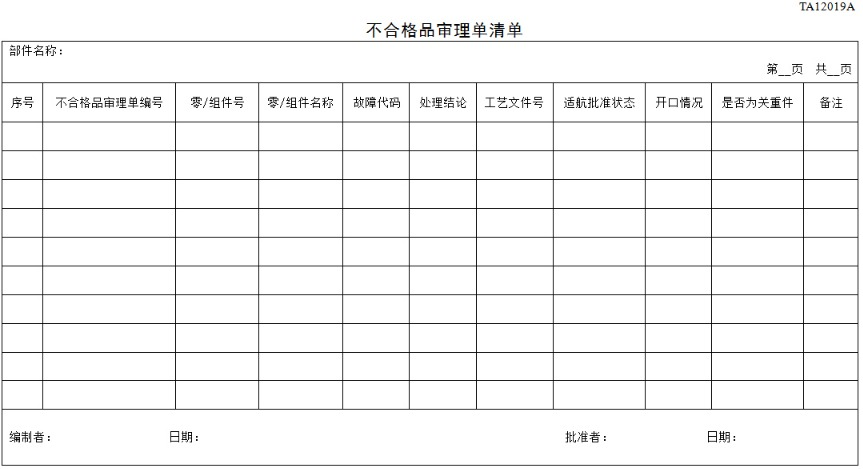 TA12019A
不合格品审理单清单
部件名称：
第__页 共__页
序号 不合格品审理单编号 零/组件号 零/组件名称 故障代码 处理结论 工艺文件号 适航批准状态 开口情况 是否为关重件 备注
编制者： 日期： 批准者： 日期：